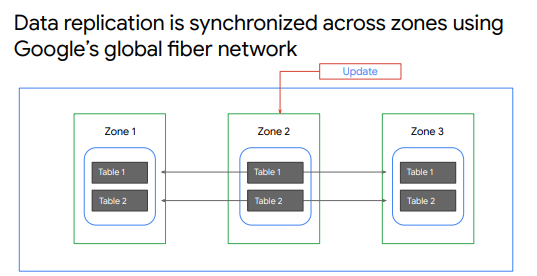 Data replication is synchronized across zones using
Google's global fiber network
Update
Zone 1
Zone 2
Zone 3
Table 1
Table 1
Table 1
Table 2
Table 2
Table 2